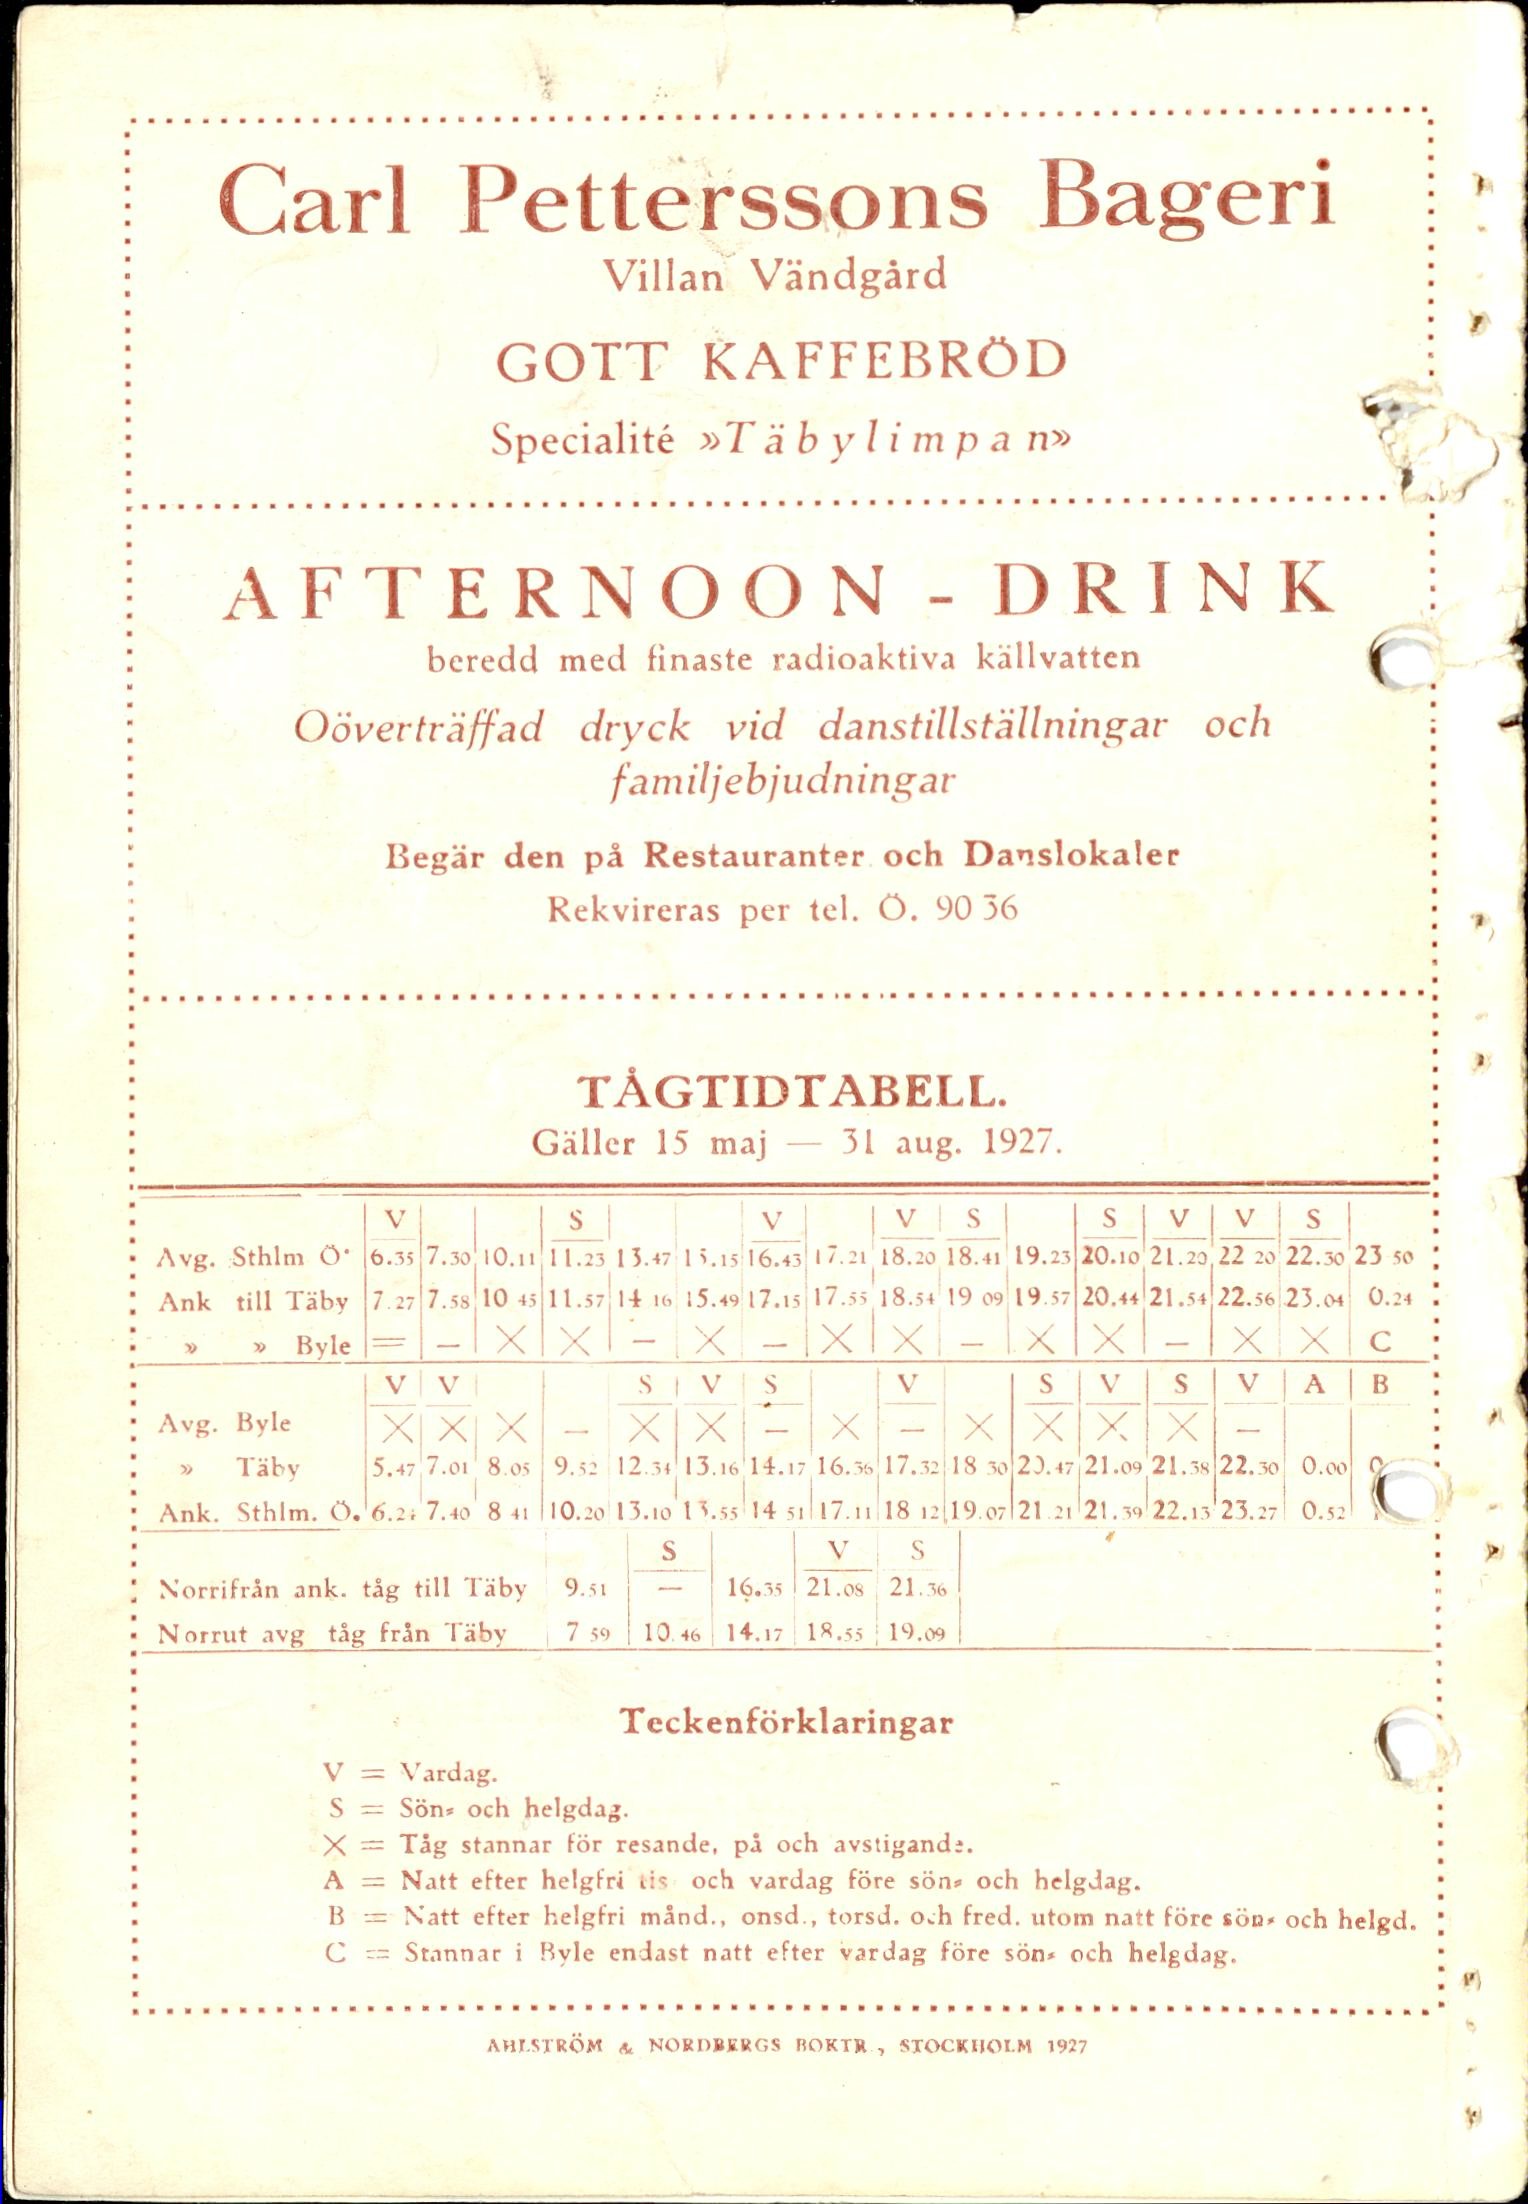 Carl Petterssons Bageri
Villan Vändgård
GOTT KAFFEBRÖD
Specialité »Täbylimpan»
AFTERNOON - DRINK
beredd med finaste radioaktiva källvatten
Oöverträffad dryck vid danstillställningar och
familjebjudningar
Begär den på Restauranter och Danslokaler
Rekvireras per tel. Ö. 90 36
TÅGTIDTABELL.
Gäller 15 maj — 31 aug. 1927.
V S V V S S V V S
Avg. Sthlm Ö. 6.35 7.30 10.11 11.23 13.47 15.15 16.43 17.21 18.20 18.41 19.23 20.10 21.20 22 20 22.30 23 50
Ank till Täby 7.27 7.58 10 45 11.57 14 16 15.49 17.15 17.55 18.54 19 09 19.57 20.44 21.54 22.56 23.04 0.24
» » Byle = — X X — X — X X — X X — X X C
V V S V S V S V S V A B
Avg. Byle X X X — X X — X — X X X X —
» Täby 5.47 7.01 8.05 9.52 12.34 13.16 14.17 16.36 17.32 18 30 20.47 21.09 21.38 22.30 0.00
Ank. Sthlm. Ö. 7.40 8 41 10.20 13.10 13.55 14 51 17.11 18 12 19.07 21 21 21.39 22.13 23.27 0.52
S V S
Norrifrån ank. tåg till Täby 9.51 — 16.35 21.08 21.36
Norrut avg tåg från Täby 7 59 10.46 14.17 18.55 19.09
Teckenförklaringar
V = Vardag.
S = Sön- och helgdag.
X = Tåg stannar för resande, på och avstigande.
A = Natt efter helgfri tis och vardag före sön- och helgdag.
B = Natt efter helgfri månd., onsd., torsd. och fred. utom natt före sön- och helgd.
C = Stannar i Byle endast natt efter vardag före sön- och helgdag.
AHLSTRÖM & NORDBERGS BOKTR., STOCKHOLM 1927